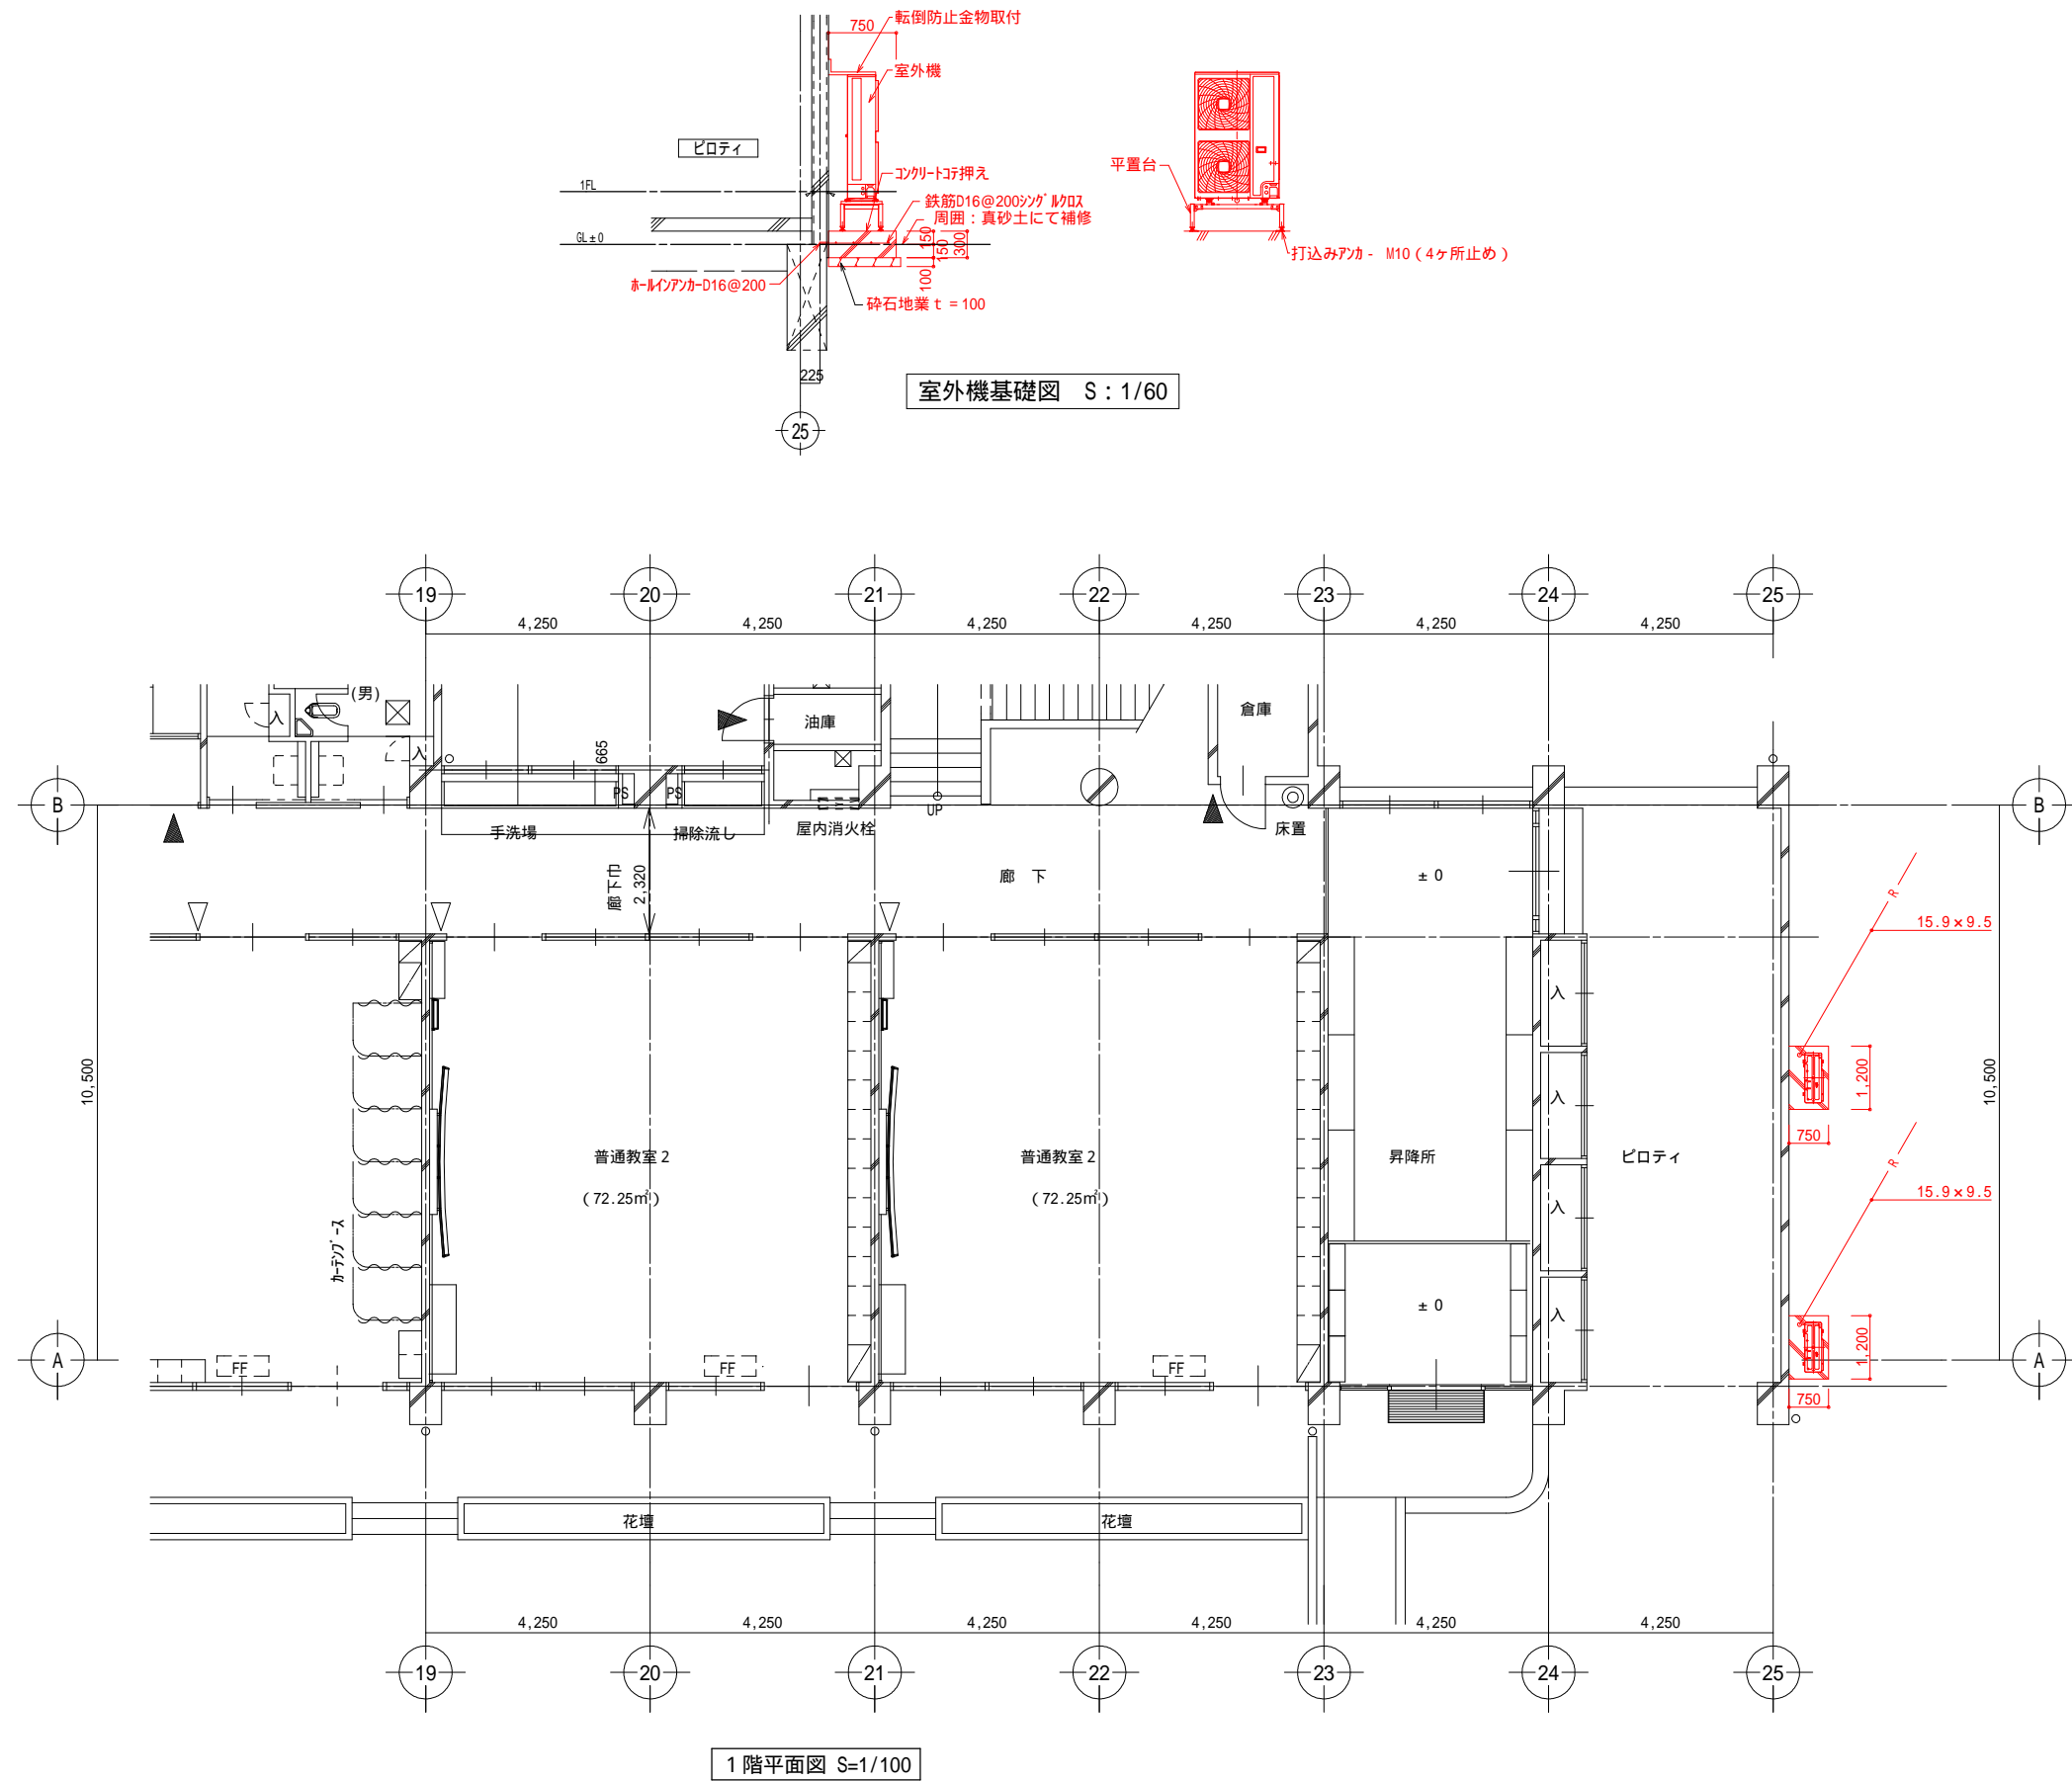 750
転倒防止金物取付
室外機
ピロティ
コンクリートコテ押え
1FL
鉄筋D16@200シングルクロス
周囲：真砂土にて補修
GL±0
150
150
300
100
ホールインアンカーD16@200
砕石地業ｔ=100
225
25
平置台
打込みアンカ- M10（4ヶ所止め）
室外機基礎図 S：1/60
19
20
21
22
23
24
25
4,250
4,250
4,250
4,250
4,250
4,250
(男)
入
入
油庫
倉庫
665
PS
PS
UP
B
B
手洗場
掃除流し
屋内消火栓
床置
廊下巾
2,320
廊 下
±0
R
15.9×9.5
入
入
入
入
10,500
10,500
1,200
750
普通教室2
（72.25㎡）
普通教室2
（72.25㎡）
昇降所
ピロティ
R
15.9×9.5
カーテンブース
±0
1,200
750
FF
FF
FF
A
A
花壇
花壇
4,250
4,250
4,250
4,250
4,250
4,250
19
20
21
22
23
24
25
1階平面図 S=1/100